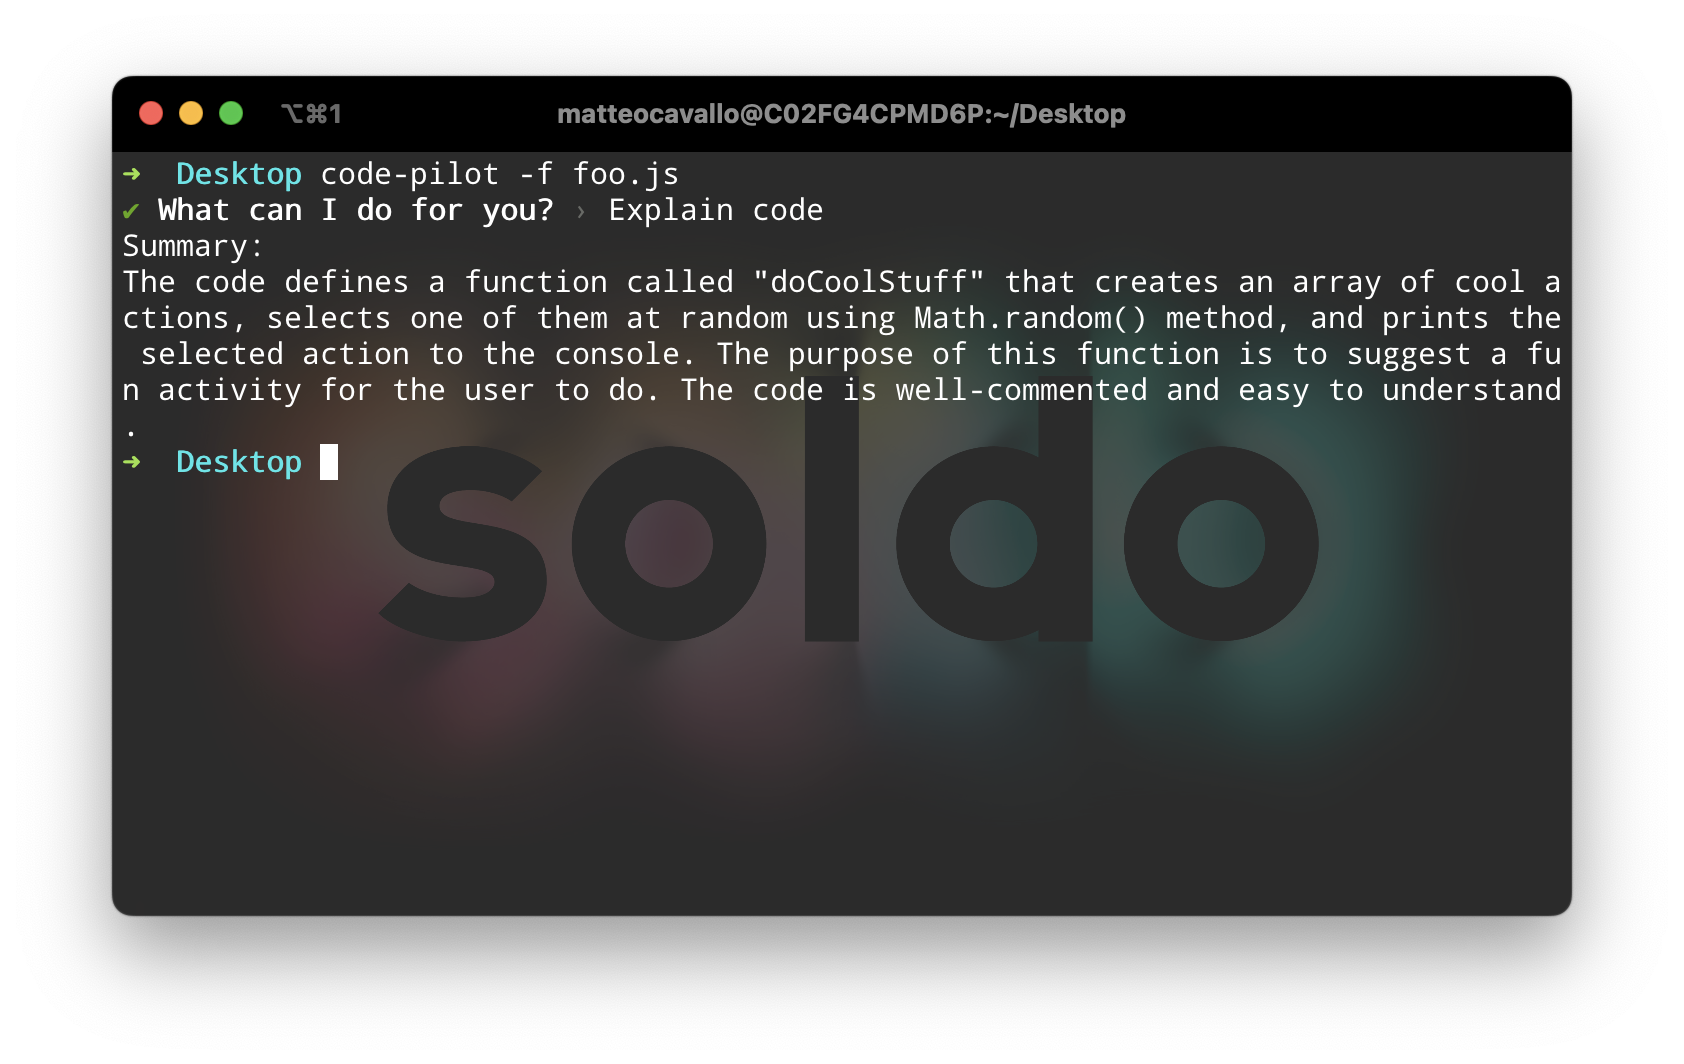 ⌥⌘1 matteocavallo@C02FG4CPMD6P:~/Desktop
➜  Desktop code-pilot -f foo.js
✔ What can I do for you? › Explain code
Summary:
The code defines a function called "doCoolStuff" that creates an array of cool a
ctions, selects one of them at random using Math.random() method, and prints the
 selected action to the console. The purpose of this function is to suggest a fu
n activity for the user to do. The code is well-commented and easy to understand
.
➜  Desktop
soldo